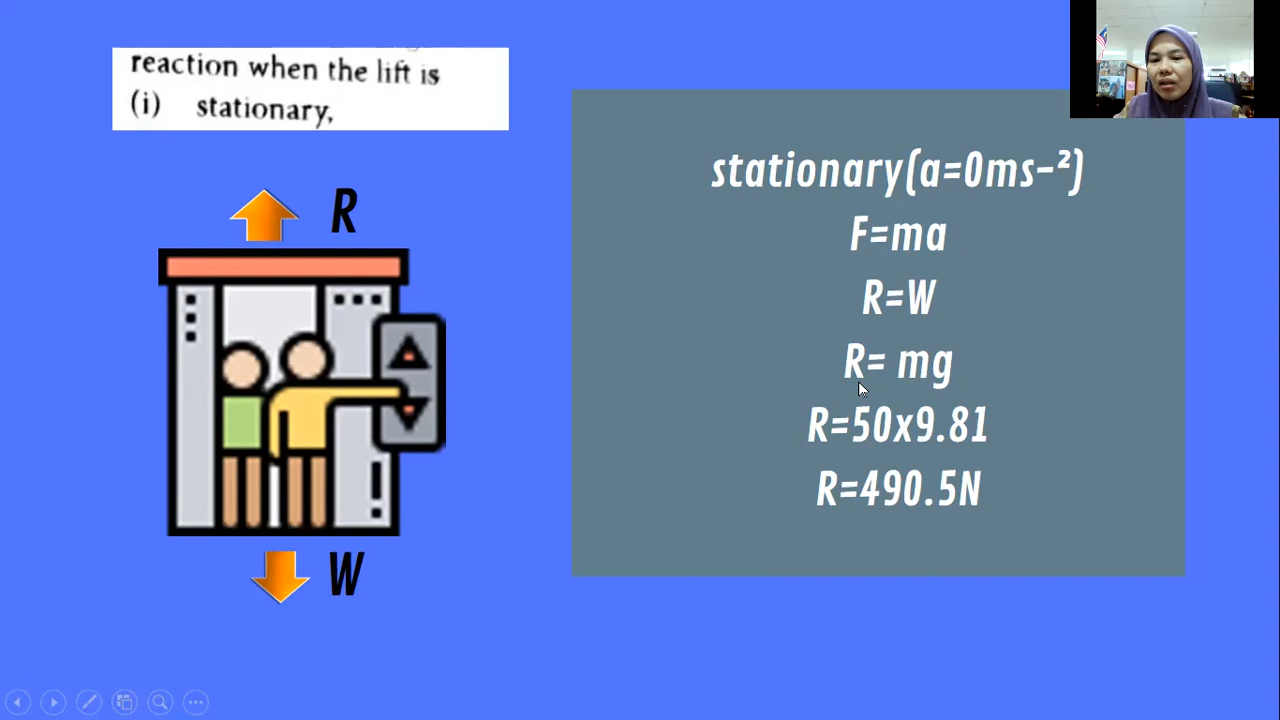 reaction when the lift is
(i) stationary,
R
W
stationary(a=0ms-²)
F=ma
R=W
R= mg
R=50x9.81
R=490.5N